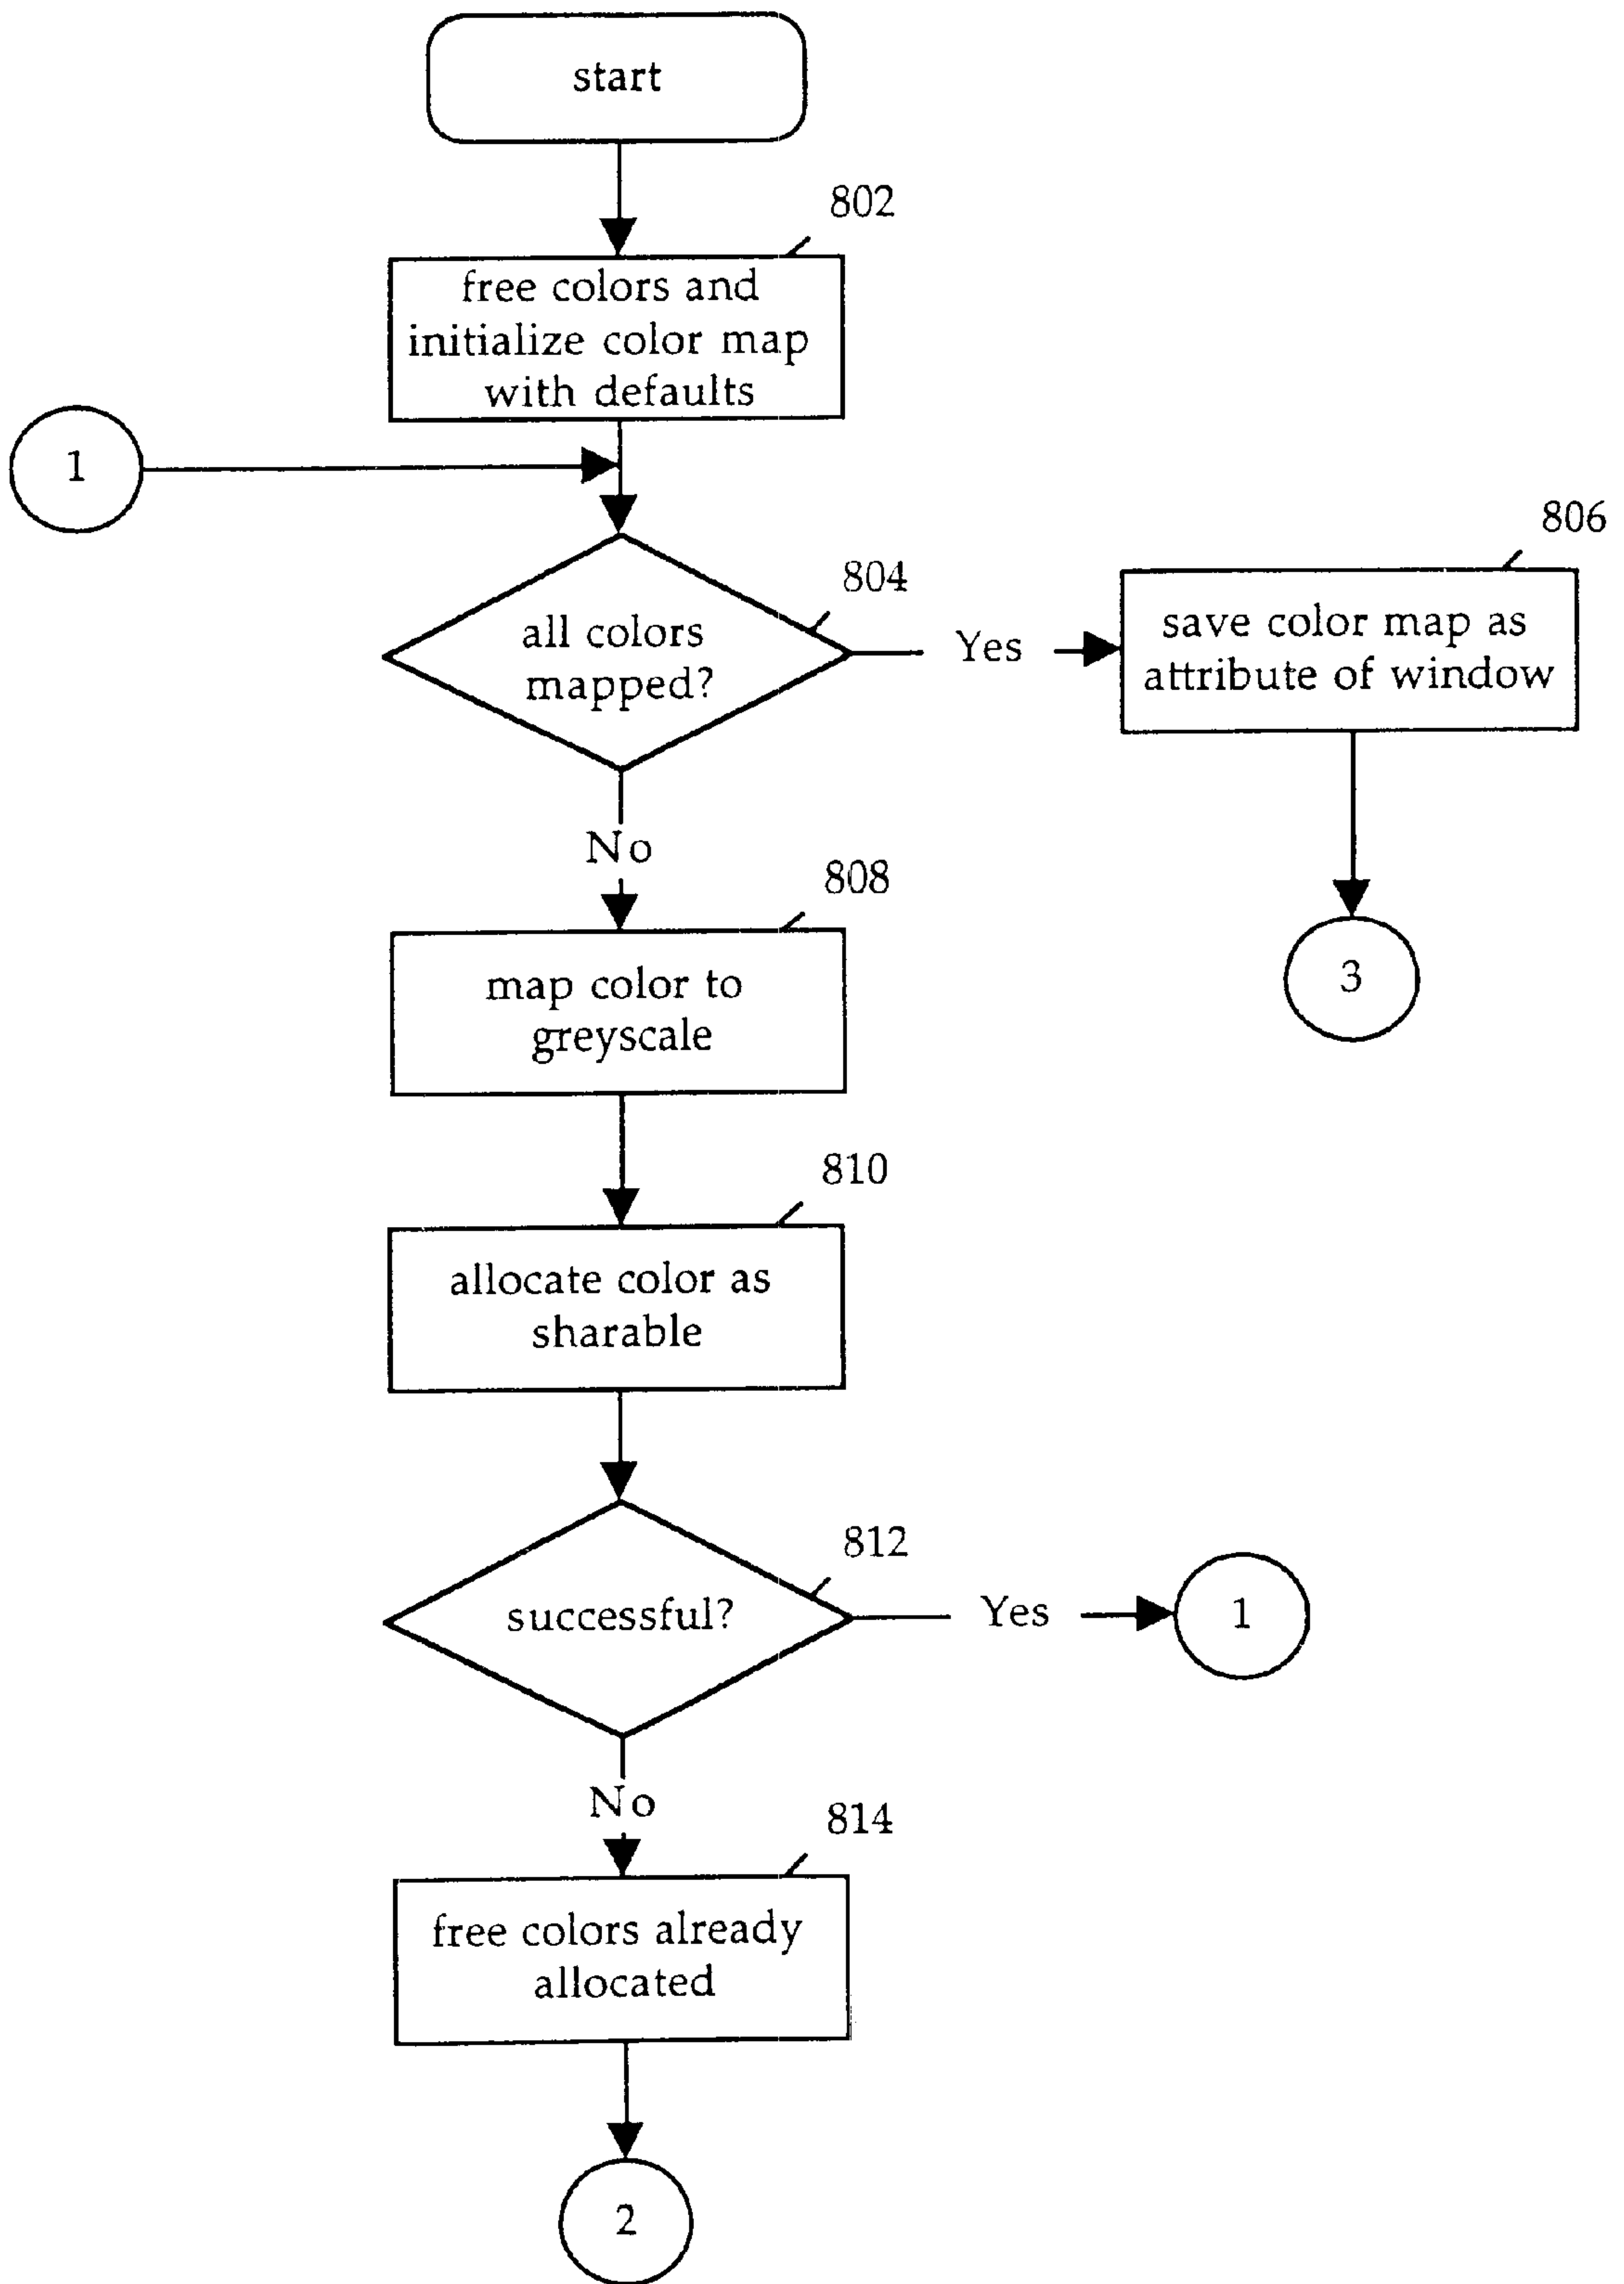 start
802
free colors and
initialize color map
with defaults
1
804
all colors
mapped?
Yes
806
save color map as
attribute of window
No
3
808
map color to
greyscale
810
allocate color as
sharable
812
successful?
Yes
1
No
814
free colors already
allocated
2